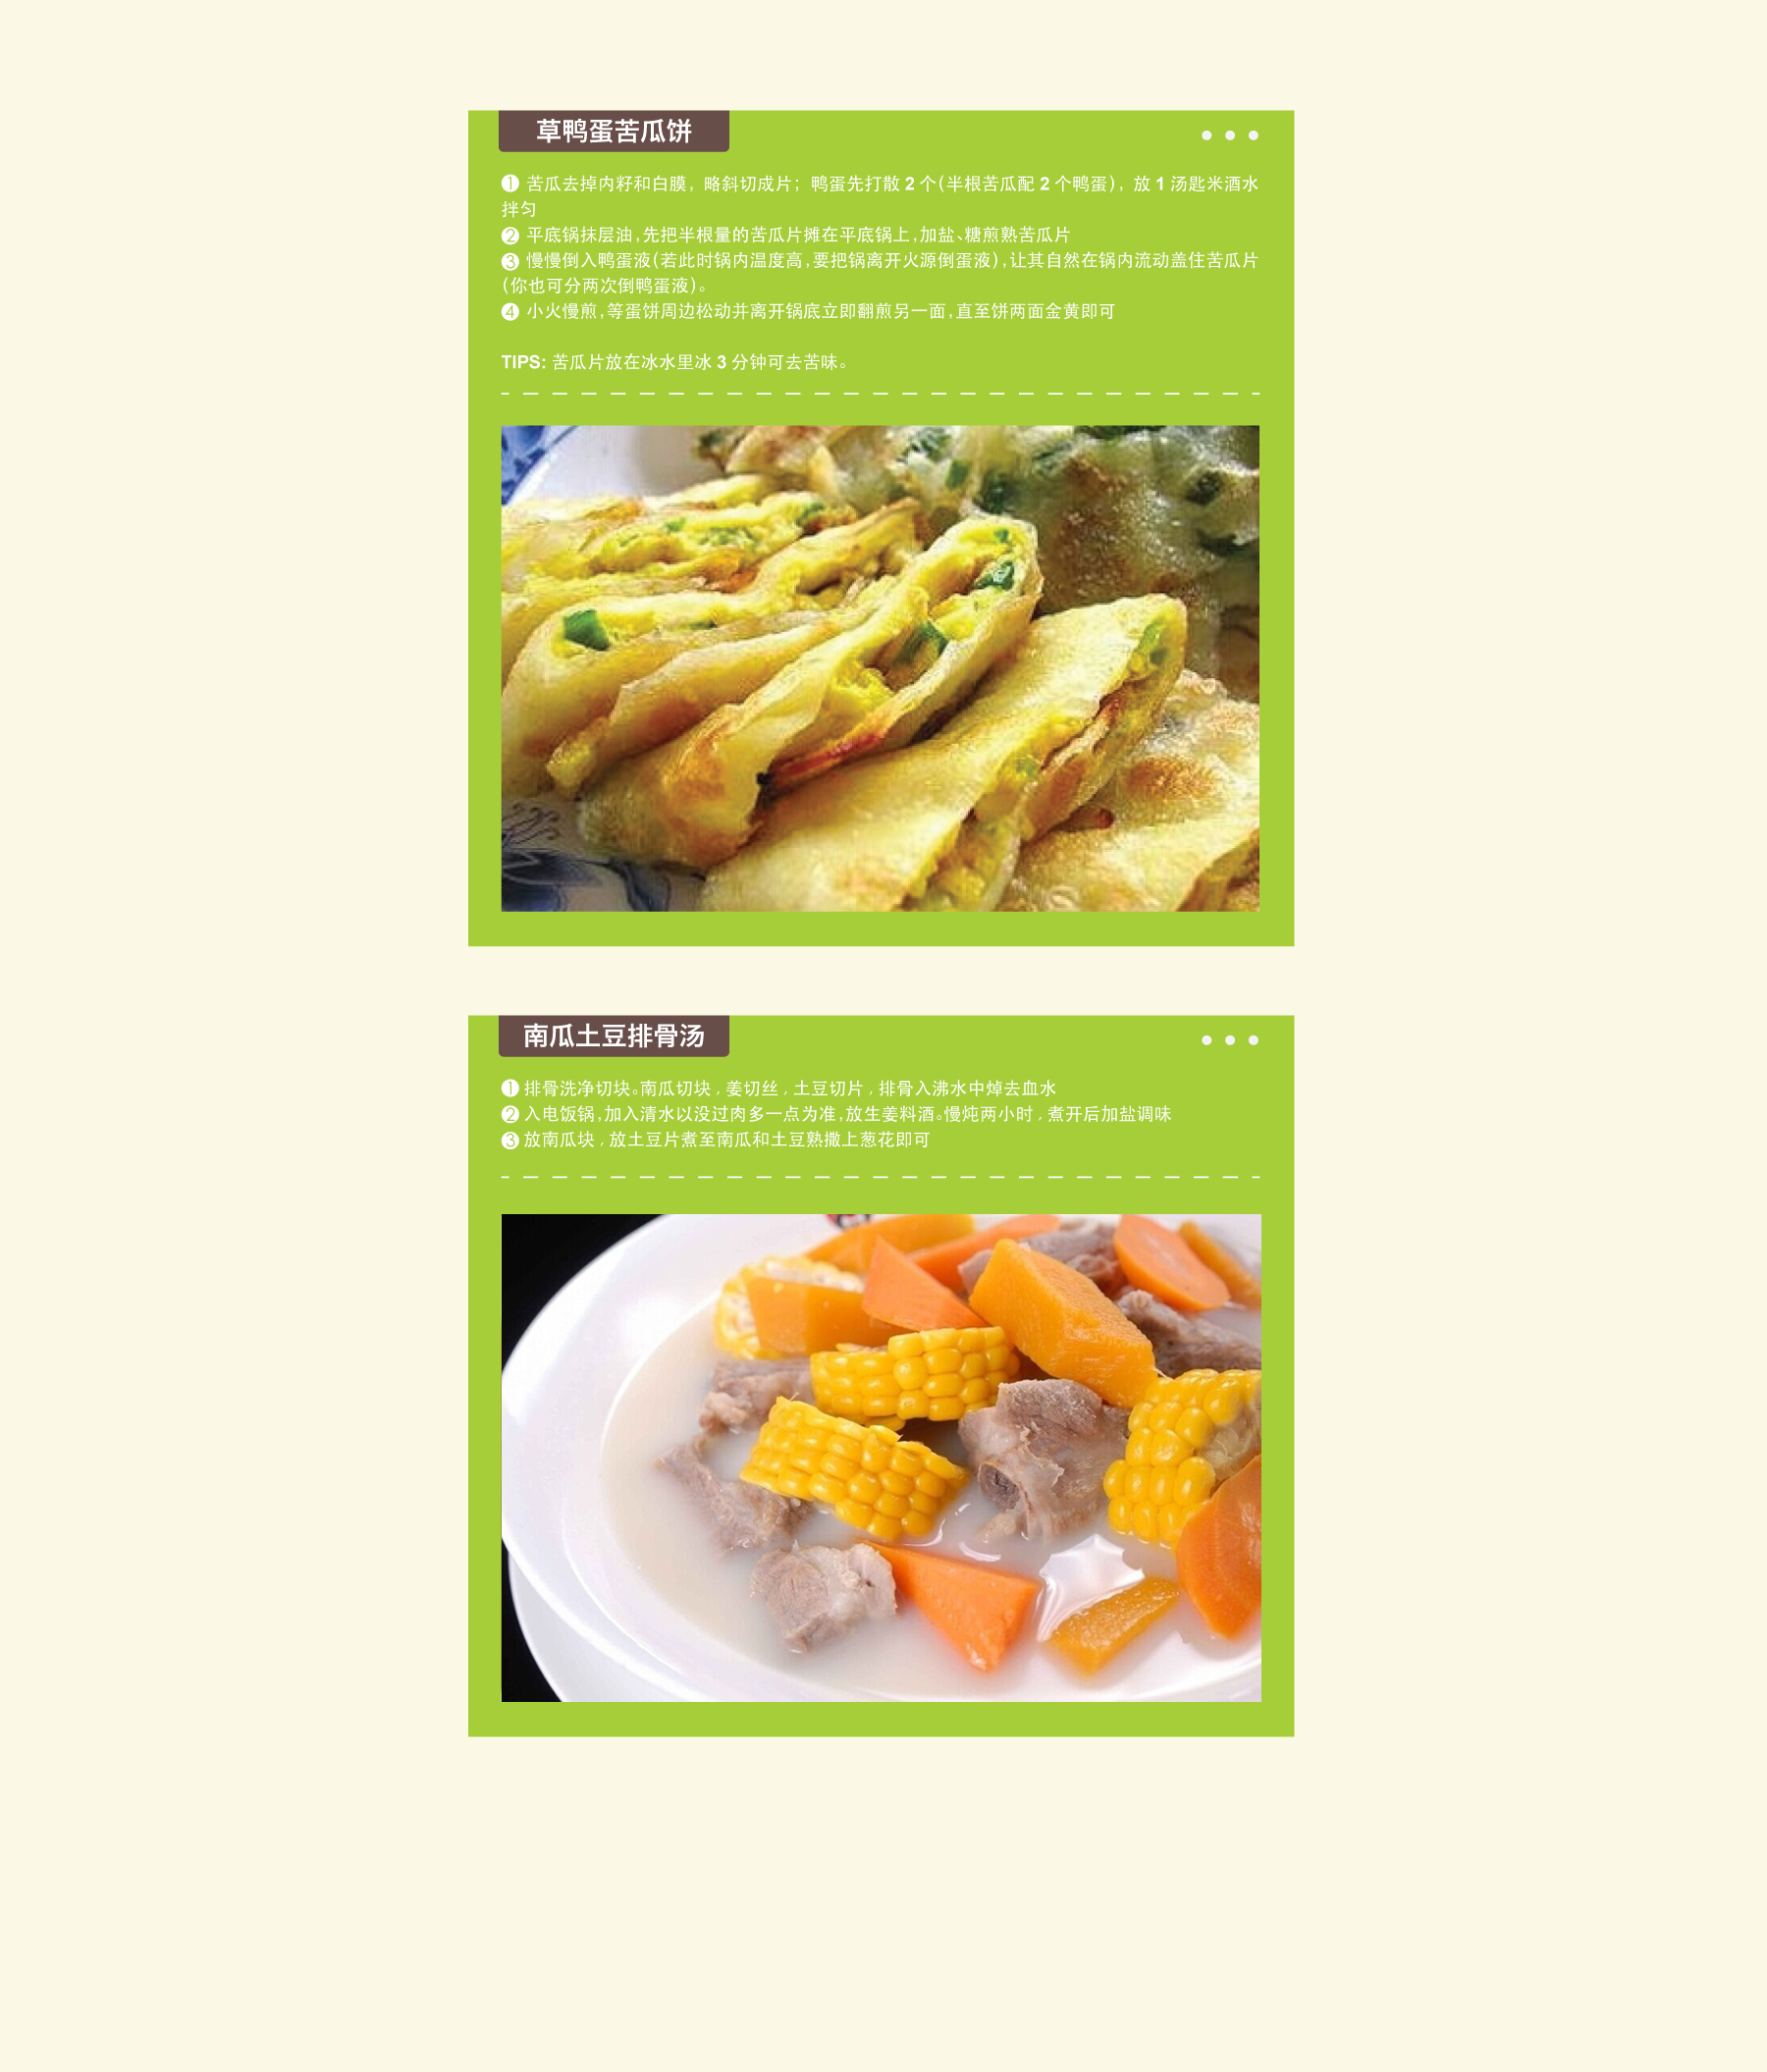 草鸭蛋苦瓜饼
❶ 苦瓜去掉内籽和白膜，略斜切成片；鸭蛋先打散 2 个(半根苦瓜配 2 个鸭蛋)，放 1 汤匙米酒水
拌匀
❷ 平底锅抹层油,先把半根量的苦瓜片摊在平底锅上,加盐、糖煎熟苦瓜片
❸ 慢慢倒入鸭蛋液(若此时锅内温度高,要把锅离开火源倒蛋液),让其自然在锅内流动盖住苦瓜片
(你也可分两次倒鸭蛋液)。
❹ 小火慢煎,等蛋饼周边松动并离开锅底立即翻煎另一面,直至饼两面金黄即可
TIPS: 苦瓜片放在冰水里冰 3 分钟可去苦味。
南瓜土豆排骨汤
❶ 排骨洗净切块。南瓜切块，姜切丝，土豆切片，排骨入沸水中焯去血水
❷ 入电饭锅,加入清水以没过肉多一点为准,放生姜料酒。慢炖两小时，煮开后加盐调味
❸ 放南瓜块，放土豆片煮至南瓜和土豆熟撒上葱花即可